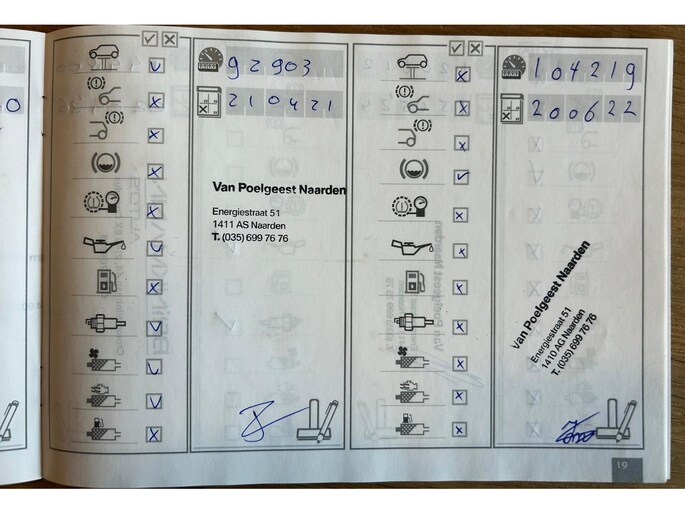 92903
210421
Van Poelgeest Naarden
Energiestraat 51
1411 AS Naarden
T. (035) 699 76 76
104219
200622
Van Poelgeest Naarden
Energiestraat 51
1410 AG Naarden
T. (035) 699 76 76
19